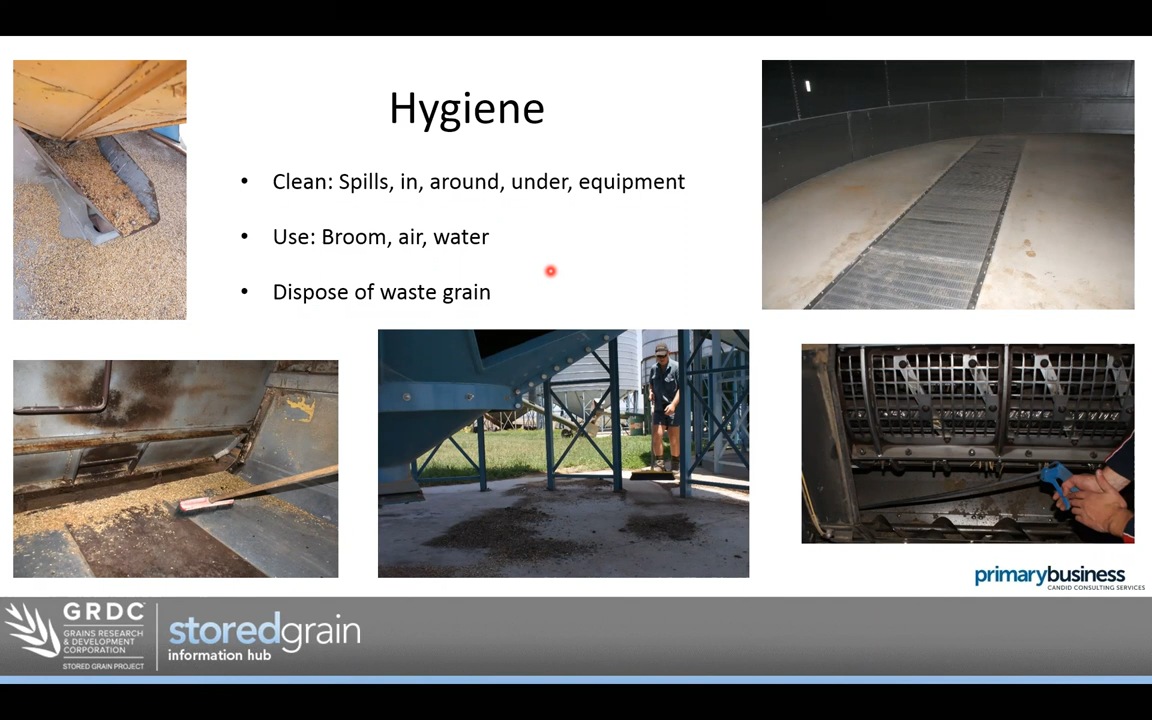 Hygiene
• Clean: Spills, in, around, under, equipment
• Use: Broom, air, water
• Dispose of waste grain
primarybusiness
CANDID CONSULTING SERVICES
GRDC
GRAINS RESEARCH
& DEVELOPMENT
CORPORATION
STORED GRAIN PROJECT
storedgrain
information hub